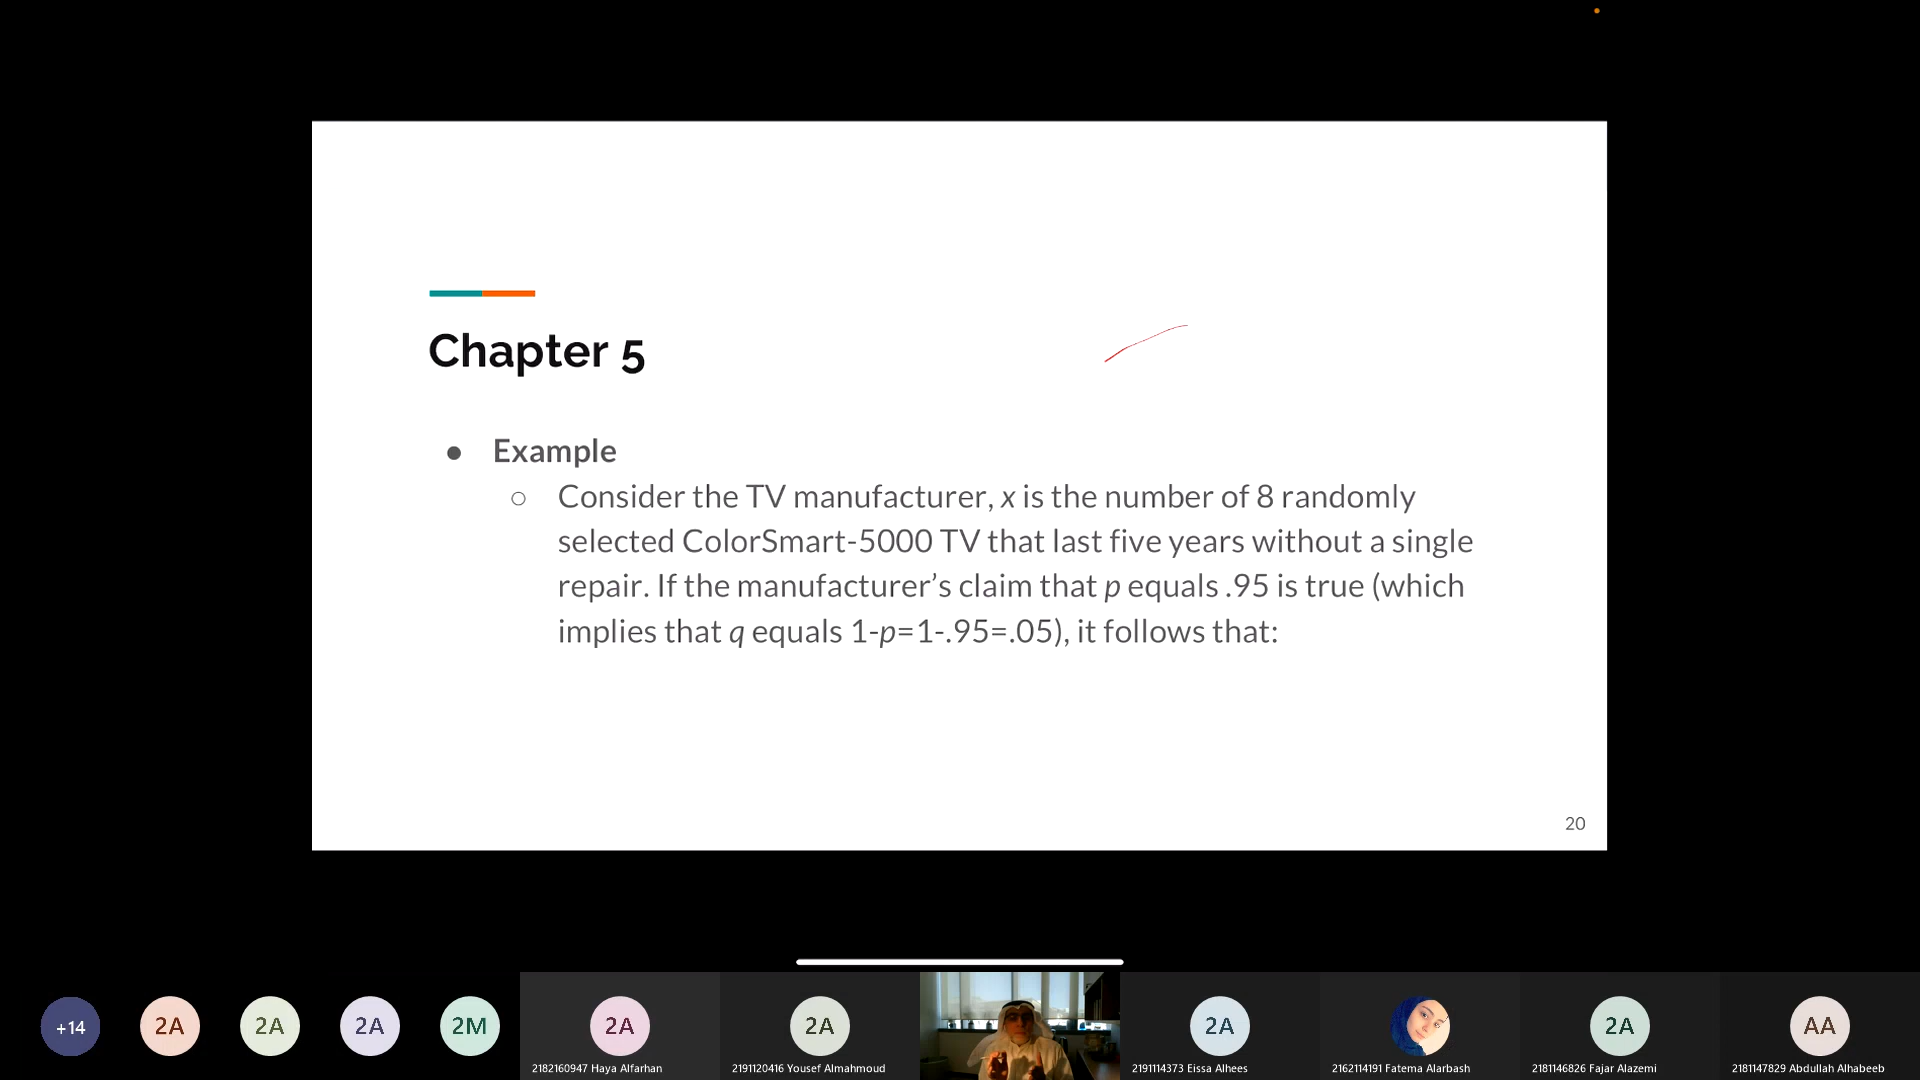 Chapter 5
● Example
○ Consider the TV manufacturer, x is the number of 8 randomly
selected ColorSmart-5000 TV that last five years without a single
repair. If the manufacturer’s claim that p equals .95 is true (which
implies that q equals 1-p=1-.95=.05), it follows that:
20
+14
2A
2A
2A
2M
2A
2A
2A
2A
AA
2182160947 Haya Alfarhan
2191120416 Yousef Almahmoud
2191114373 Eissa Alhees
2162114191 Fatema Alarbash
2181146826 Fajar Alazemi
2181147829 Abdullah Alhabeeb